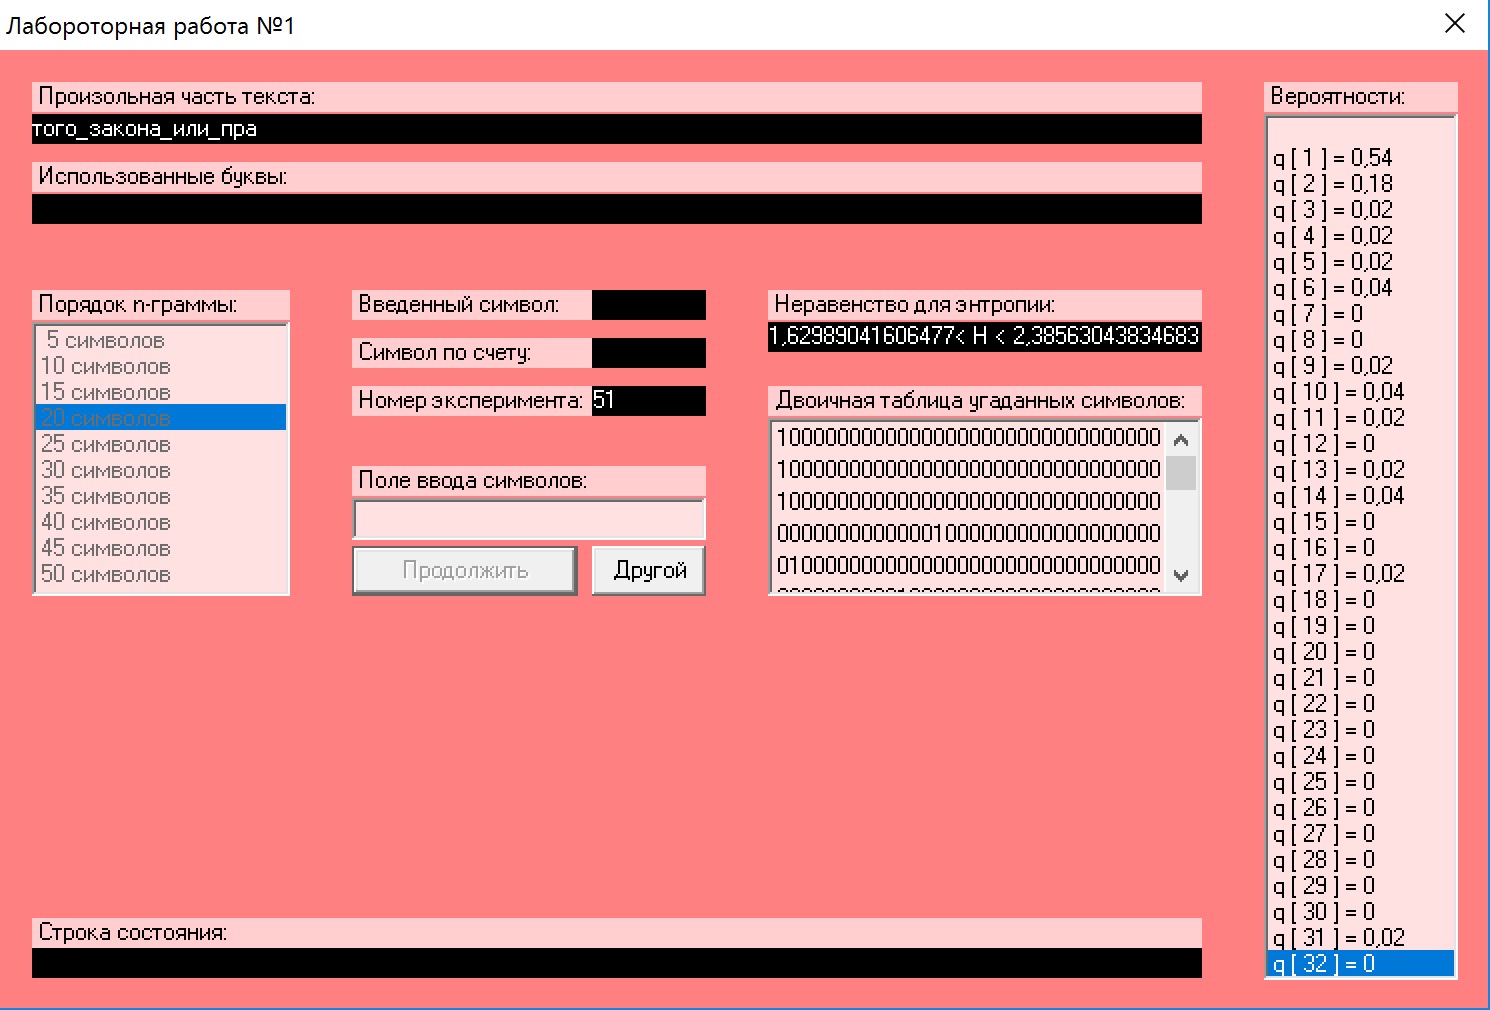 Лабороторная работа №1
Произольная часть текста:
того_закона_или_пра
Использованные буквы:
Порядок n-граммы:
5 символов
10 символов
15 символов
20 символов
25 символов
30 символов
35 символов
40 символов
45 символов
50 символов
Введенный символ:
Символ по счету:
Номер эксперимента: 51
Поле ввода символов:
Продолжить
Другой
Неравенство для энтропии:
1,62989041606477< H < 2,38563043834683
Двоичная таблица угаданных символов:
10000000000000000000000000000000
10000000000000000000000000000000
10000000000000000000000000000000
00000000000001000000000000000000
01000000000000000000000000000000
Строка состояния:
Вероятности:
q [ 1 ] = 0,54
q [ 2 ] = 0,18
q [ 3 ] = 0,02
q [ 4 ] = 0,02
q [ 5 ] = 0,02
q [ 6 ] = 0,04
q [ 7 ] = 0
q [ 8 ] = 0
q [ 9 ] = 0,02
q [ 10 ] = 0,04
q [ 11 ] = 0,02
q [ 12 ] = 0
q [ 13 ] = 0,02
q [ 14 ] = 0,04
q [ 15 ] = 0
q [ 16 ] = 0
q [ 17 ] = 0,02
q [ 18 ] = 0
q [ 19 ] = 0
q [ 20 ] = 0
q [ 21 ] = 0
q [ 22 ] = 0
q [ 23 ] = 0
q [ 24 ] = 0
q [ 25 ] = 0
q [ 26 ] = 0
q [ 27 ] = 0
q [ 28 ] = 0
q [ 29 ] = 0
q [ 30 ] = 0
q [ 31 ] = 0,02
q [ 32 ] = 0